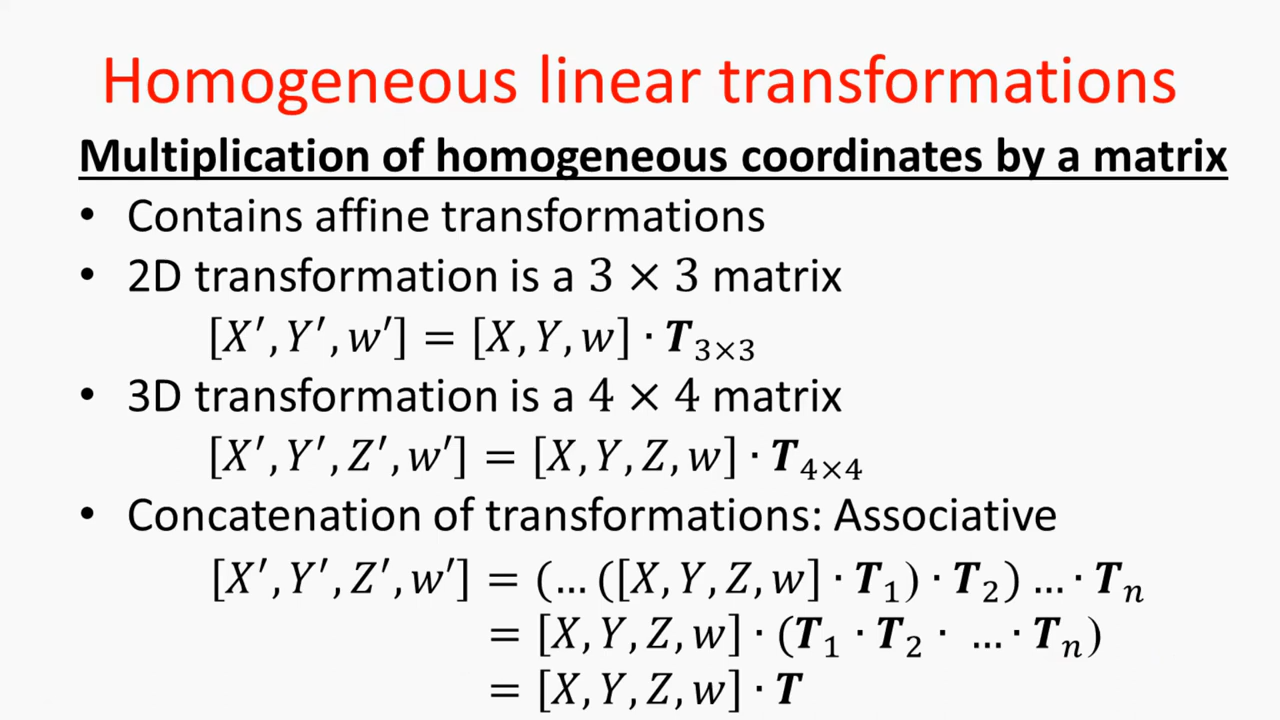 Homogeneous linear transformations
Multiplication of homogeneous coordinates by a matrix
• Contains affine transformations
• 2D transformation is a 3 × 3 matrix
[X′, Y′, w′] = [X, Y, w] · T₃ₓ₃
• 3D transformation is a 4 × 4 matrix
[X′, Y′, Z′, w′] = [X, Y, Z, w] · T₄ₓ₄
• Concatenation of transformations: Associative
[X′, Y′, Z′, w′] = (… ([X, Y, Z, w] · T₁) · T₂) … · Tₙ
= [X, Y, Z, w] · (T₁ · T₂ · … · Tₙ)
= [X, Y, Z, w] · T